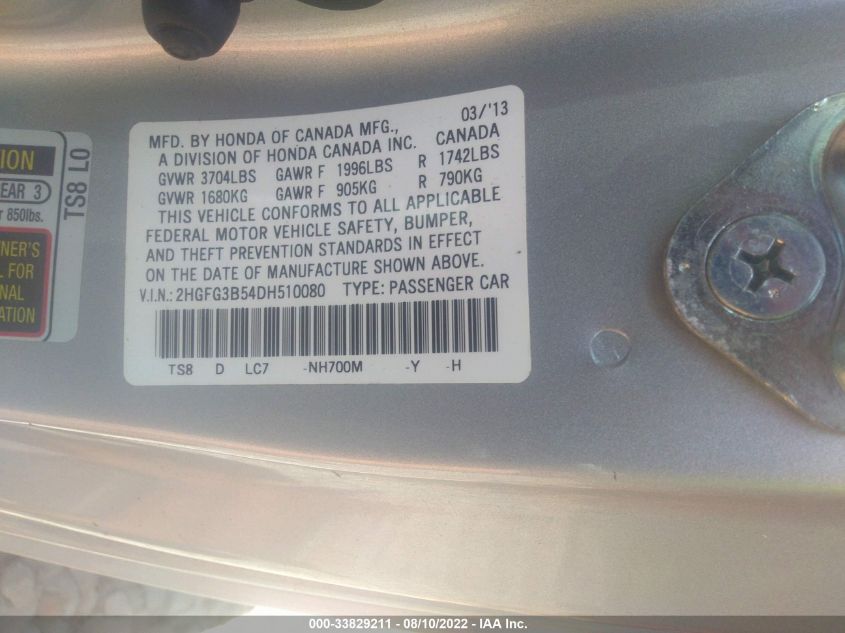 ION
EAR 3
r 850lbs.
WNER'S
L FOR
ONAL
ATION
TS8 L0
03/'13
MFD. BY HONDA OF CANADA MFG.,
A DIVISION OF HONDA CANADA INC. CANADA
GVWR 3704LBS GAWR F 1996LBS R 1742LBS
GVWR 1680KG GAWR F 905KG R 790KG
THIS VEHICLE CONFORMS TO ALL APPLICABLE
FEDERAL MOTOR VEHICLE SAFETY, BUMPER,
AND THEFT PREVENTION STANDARDS IN EFFECT
ON THE DATE OF MANUFACTURE SHOWN ABOVE.
V.I.N.: 2HGFG3B54DH510080 TYPE: PASSENGER CAR
TS8 D LC7 -NH700M -Y -H
000-33829211 - 08/10/2022 - IAA Inc.